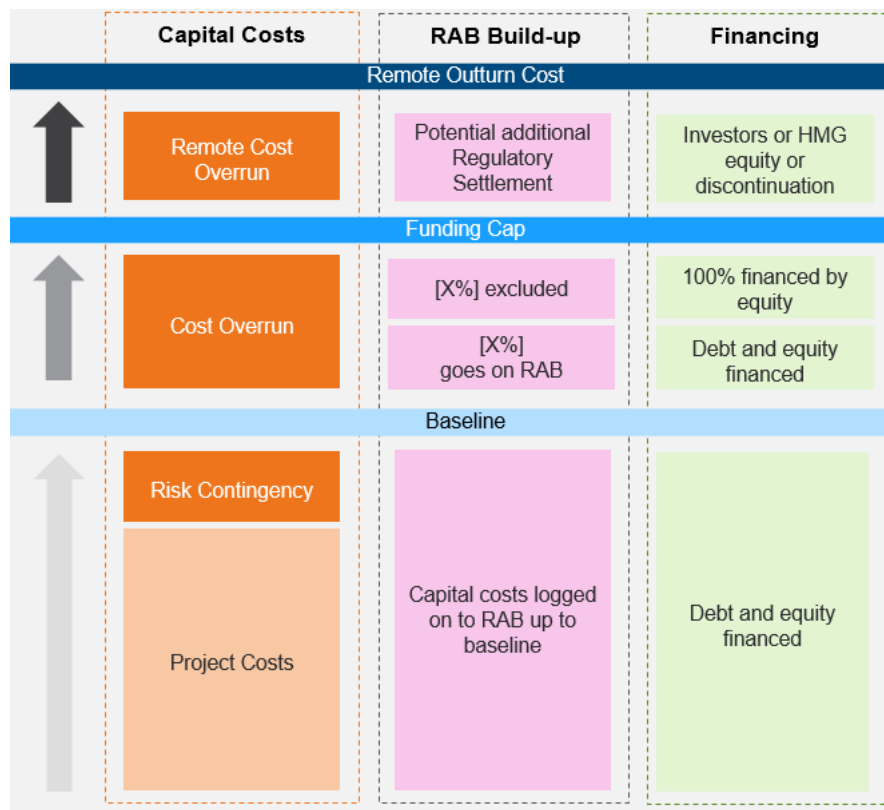 Capital Costs
RAB Build-up
Financing
Remote Outturn Cost
Remote Cost
Overrun
Potential additional
Regulatory
Settlement
Investors or HMG
equity or
discontinuation
Funding Cap
Cost Overrun
[X%] excluded
100% financed by
equity
[X%]
goes on RAB
Debt and equity
financed
Baseline
Risk Contingency
Project Costs
Capital costs logged
on to RAB up to
baseline
Debt and equity
financed